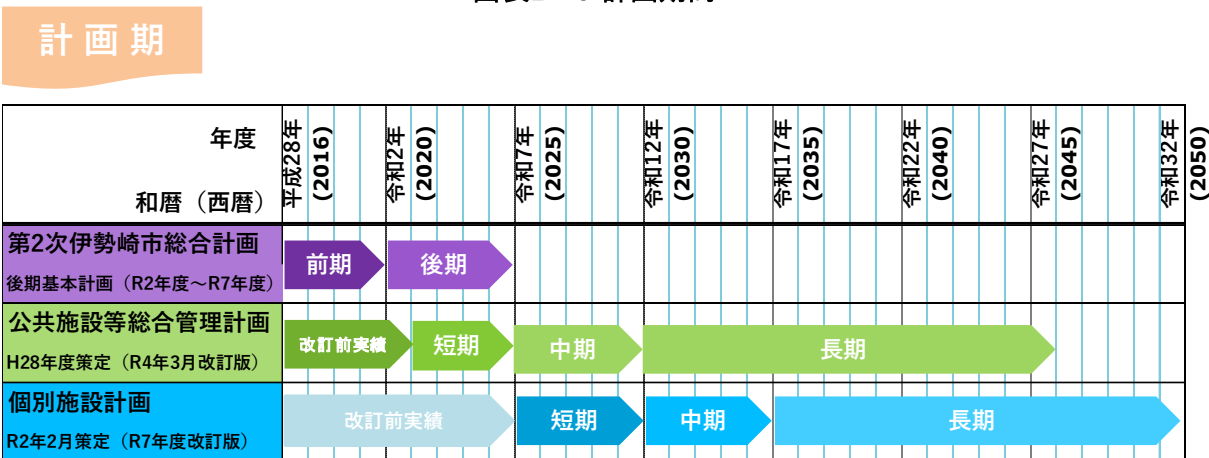 計画期
年度
和暦（西暦）
平成28年
(2016)
令和2年
(2020)
令和7年
(2025)
令和12年
(2030)
令和17年
(2035)
令和22年
(2040)
令和27年
(2045)
令和32年
(2050)
第2次伊勢崎市総合計画
後期基本計画（R2年度～R7年度）
前期
後期
公共施設等総合管理計画
H28年度策定（R4年3月改訂版）
改訂前実績
短期
中期
長期
個別施設計画
R2年2月策定（R7年度改訂版）
改訂前実績
短期
中期
長期